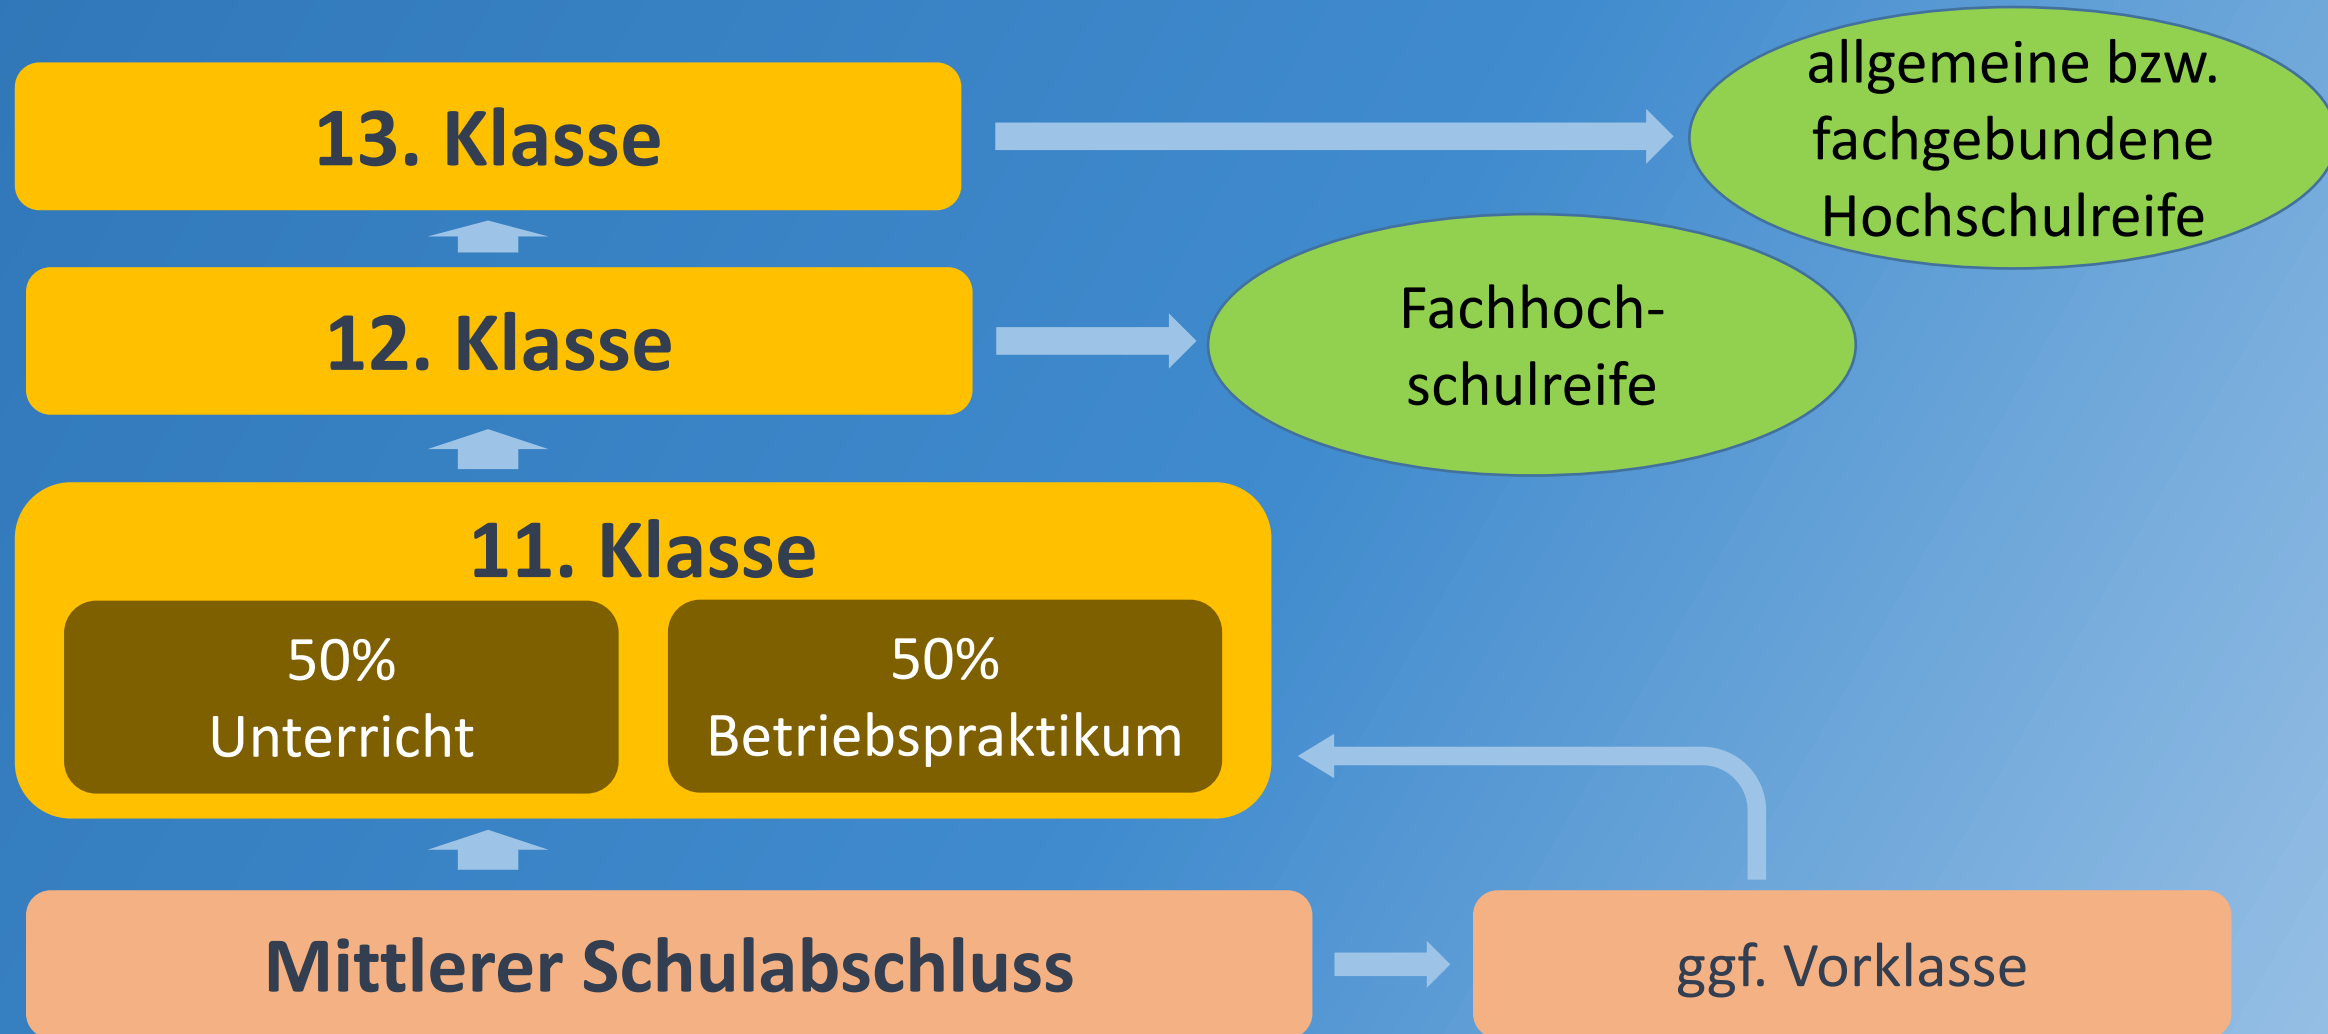 allgemeine bzw.
fachgebundene
Hochschulreife
13. Klasse
Fachhoch-
schulreife
12. Klasse
11. Klasse
50%
Unterricht
50%
Betriebspraktikum
Mittlerer Schulabschluss
ggf. Vorklasse